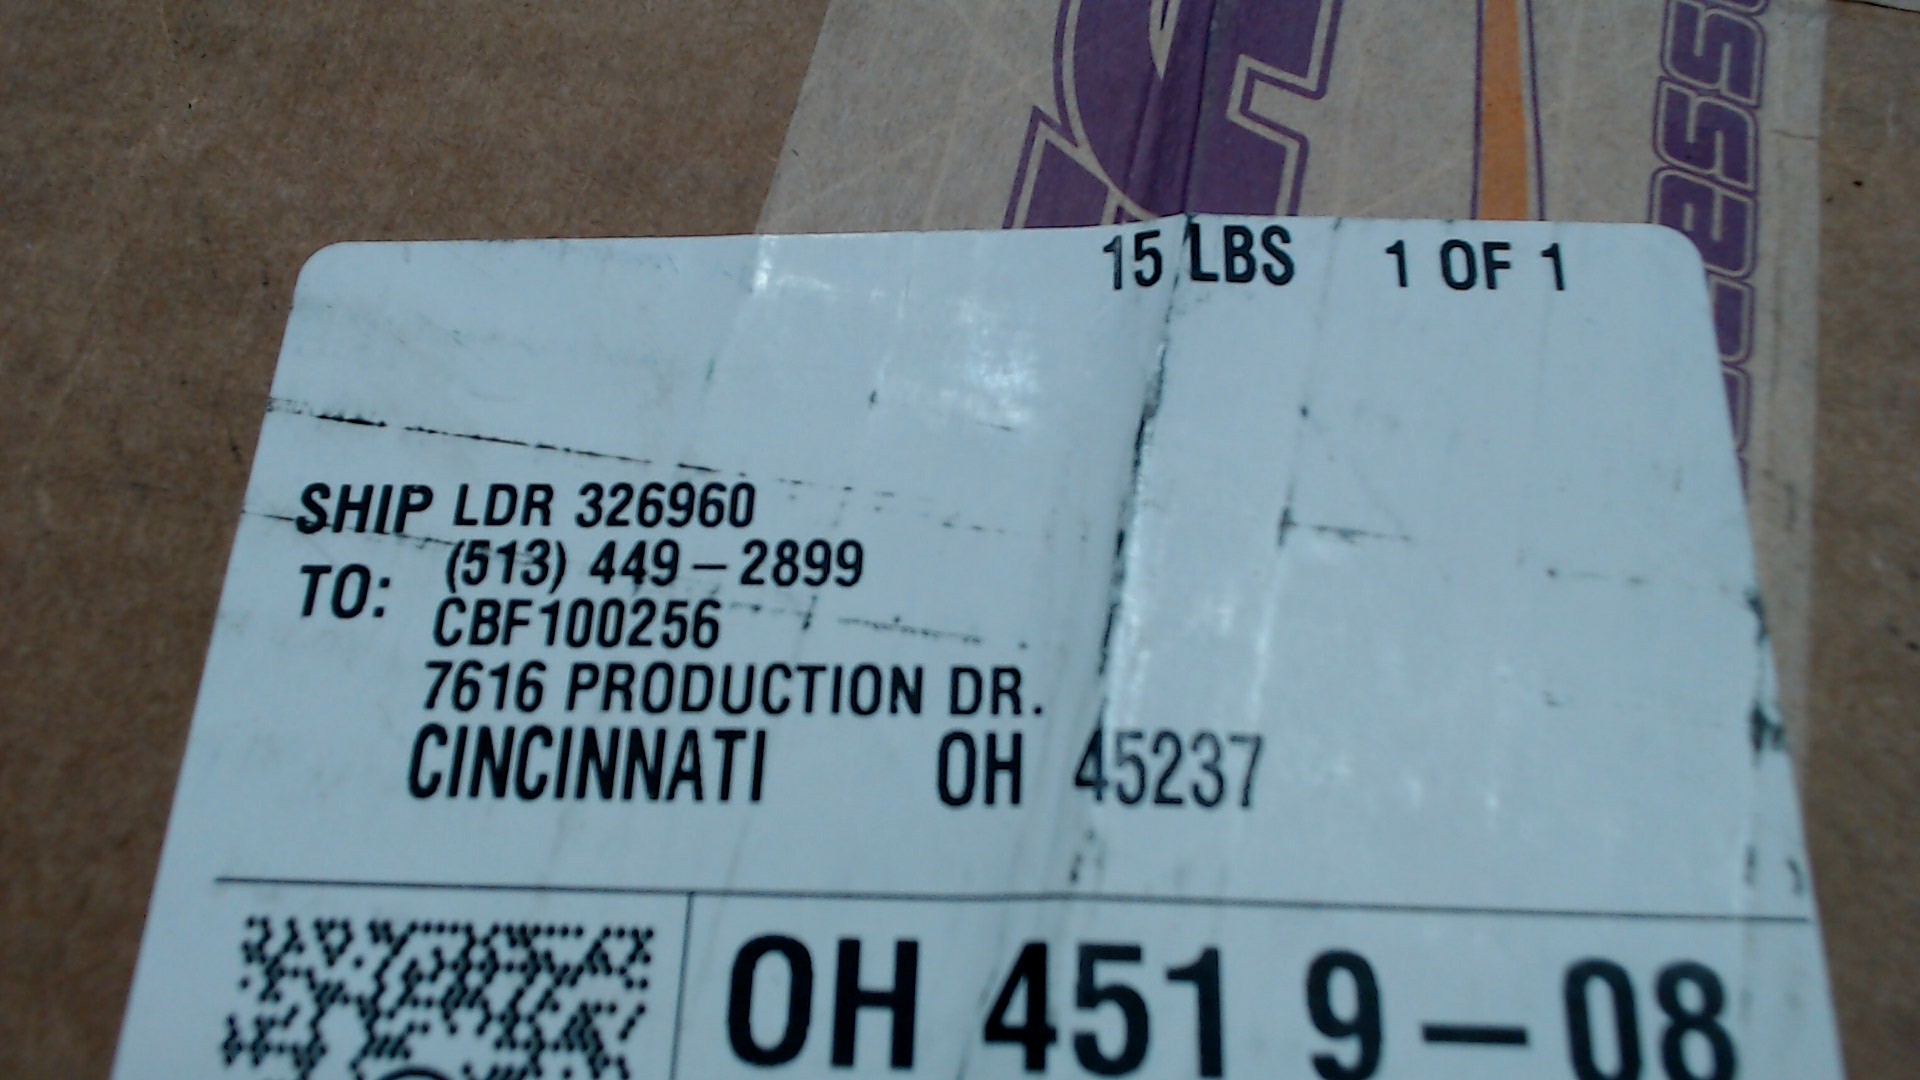 15 LBS 1 OF 1
SHIP LDR 326960
TO: (513) 449-2899
CBF100256
7616 PRODUCTION DR.
CINCINNATI OH 45237
OH 451 9-08